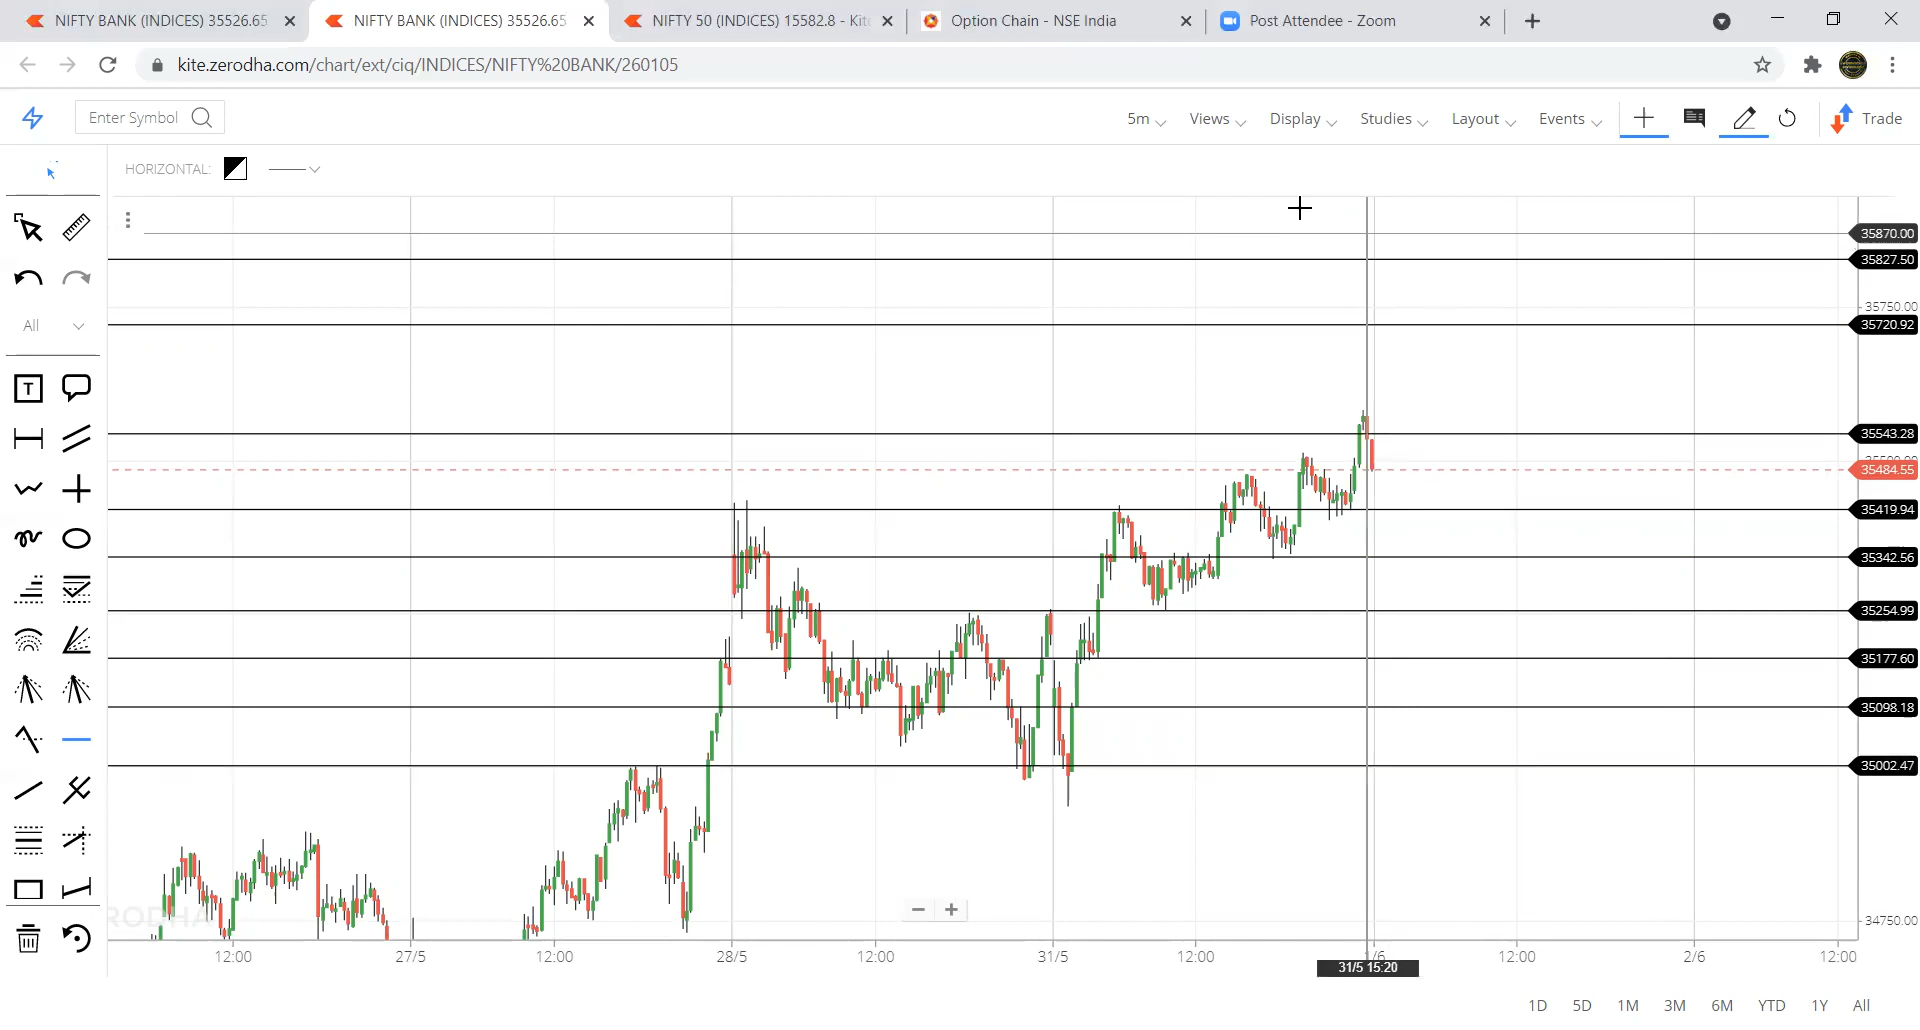 NIFTY BANK (INDICES) 35526.65
NIFTY BANK (INDICES) 35526.65
NIFTY 50 (INDICES) 15582.8 - Kite
Option Chain - NSE India
Post Attendee - Zoom
kite.zerodha.com/chart/ext/ciq/INDICES/NIFTY%20BANK/260105
Enter Symbol
5m
Views
Display
Studies
Layout
Events
Trade
HORIZONTAL:
All
T
35870.00
35827.50
35750.00
35720.92
35543.28
35484.55
35419.94
35342.56
35254.99
35177.60
35098.18
35002.47
34750.00
12:00
27/5
12:00
28/5
12:00
31/5
12:00
1/6
12:00
2/6
12:00
31/5 15:20
1D
5D
1M
3M
6M
YTD
1Y
All